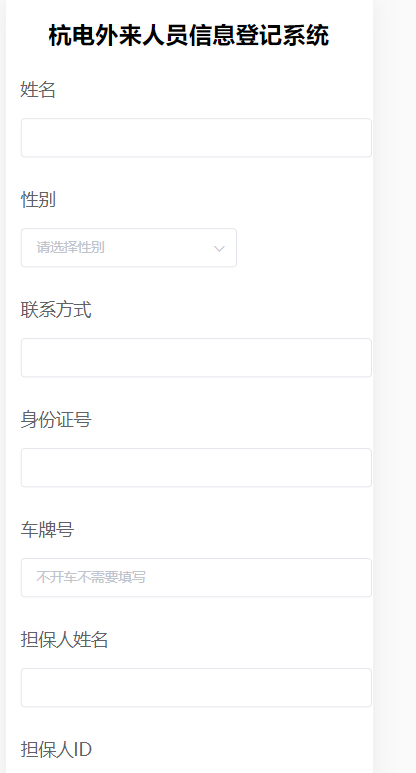 杭电外来人员信息登记系统
姓名
性别
请选择性别
联系方式
身份证号
车牌号
不开车不需要填写
担保人姓名
担保人ID